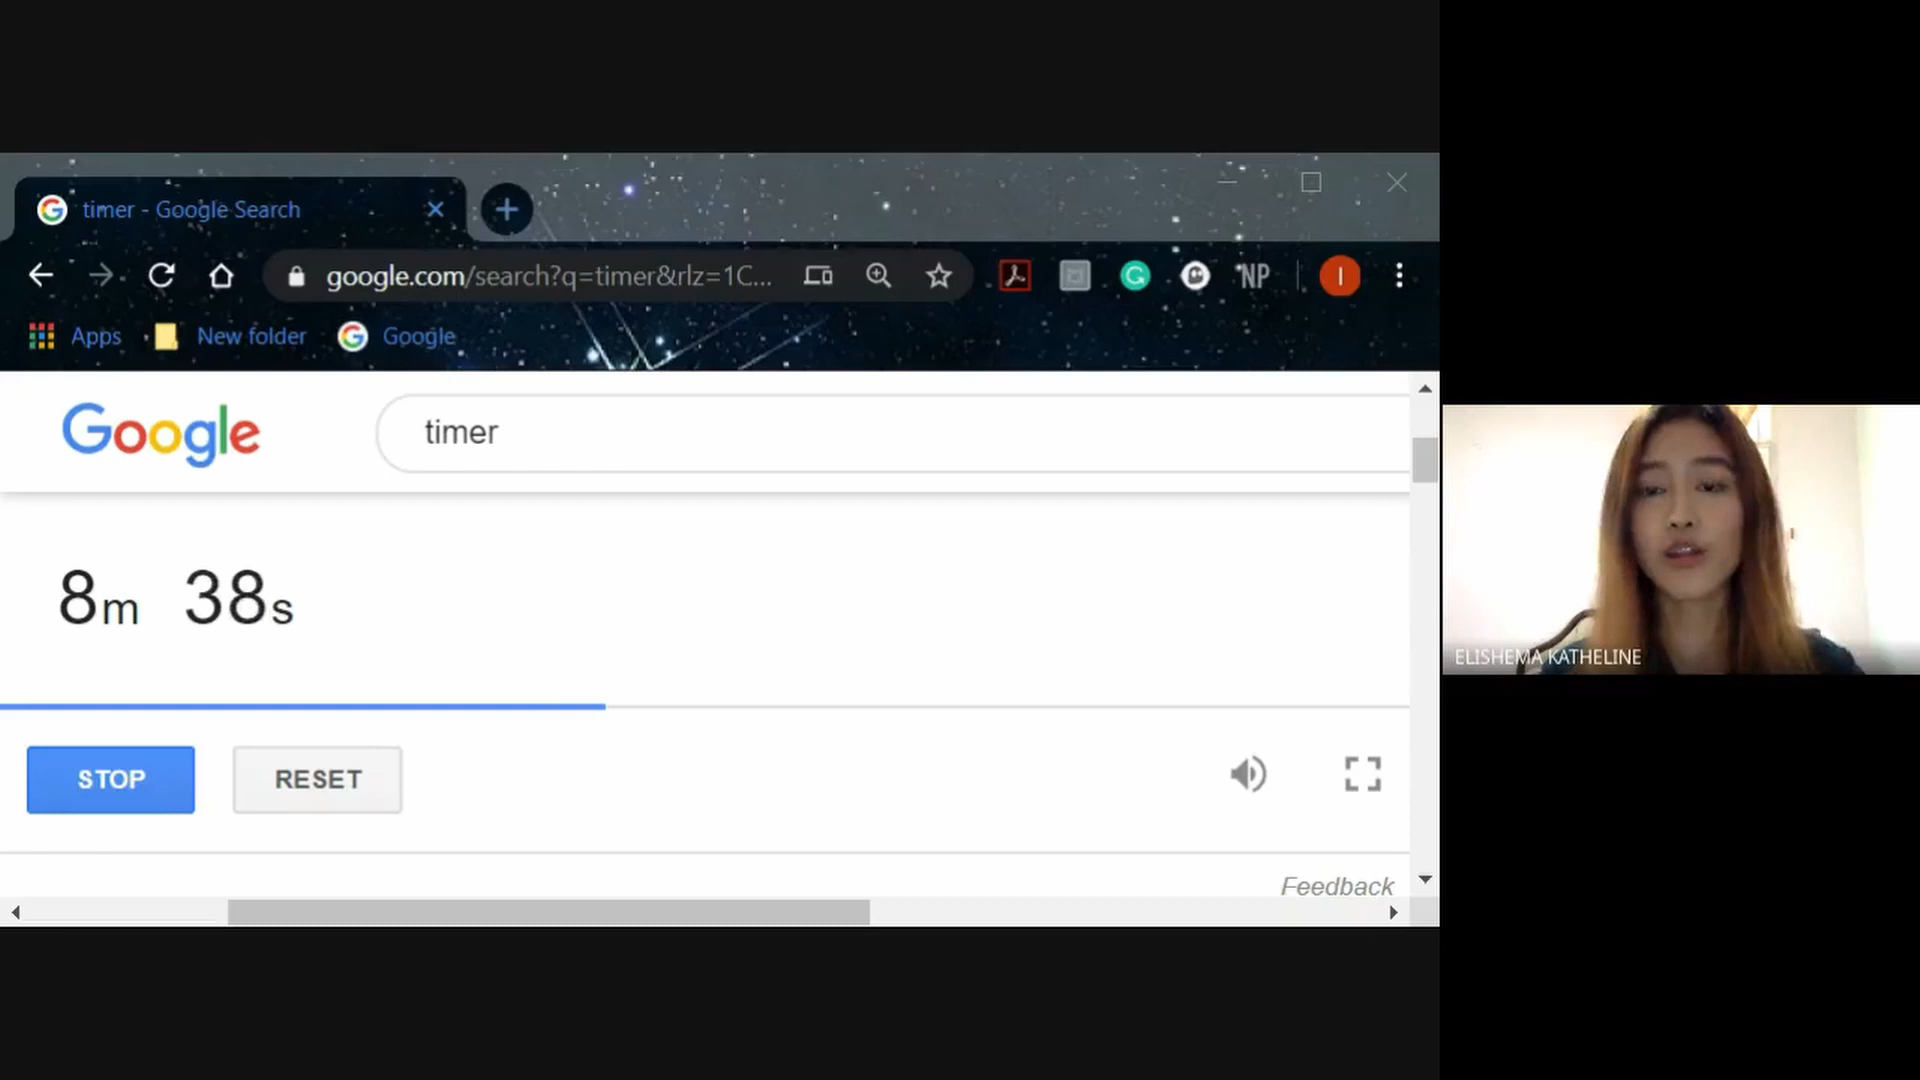 timer - Google Search
google.com/search?q=timer&rlz=1C...
NP
I
Apps
New folder
Google
Google
timer
8m 38s
STOP
RESET
Feedback
ELISHEMA KATHELINE